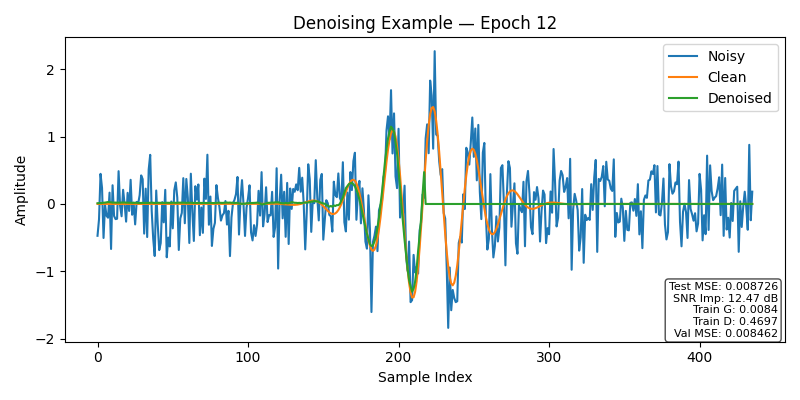 Denoising Example — Epoch 12
Noisy
Clean
Denoised
2
1
0
−1
−2
Amplitude
Test MSE: 0.008726
SNR Imp: 12.47 dB
Train G: 0.0084
Train D: 0.4697
Val MSE: 0.008462
0 100 200 300 400
Sample Index